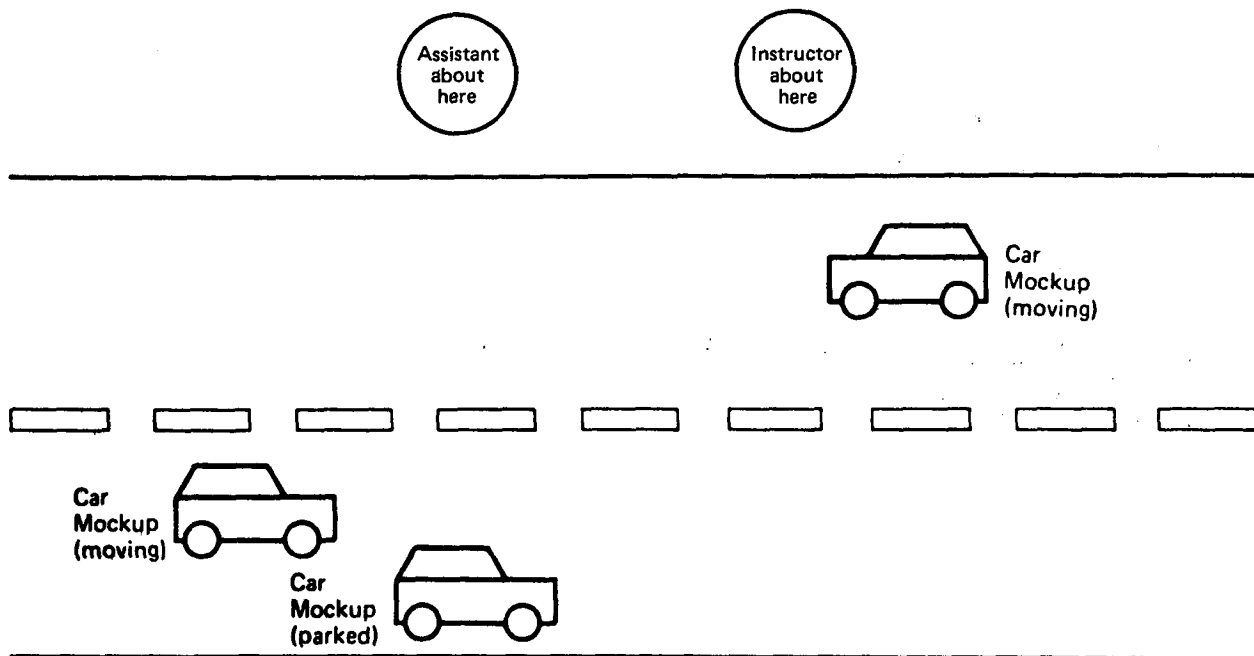 Assistant
about
here
Instructor
about
here
Car
Mockup
(moving)
Car
Mockup
(moving)
Car
Mockup
(parked)